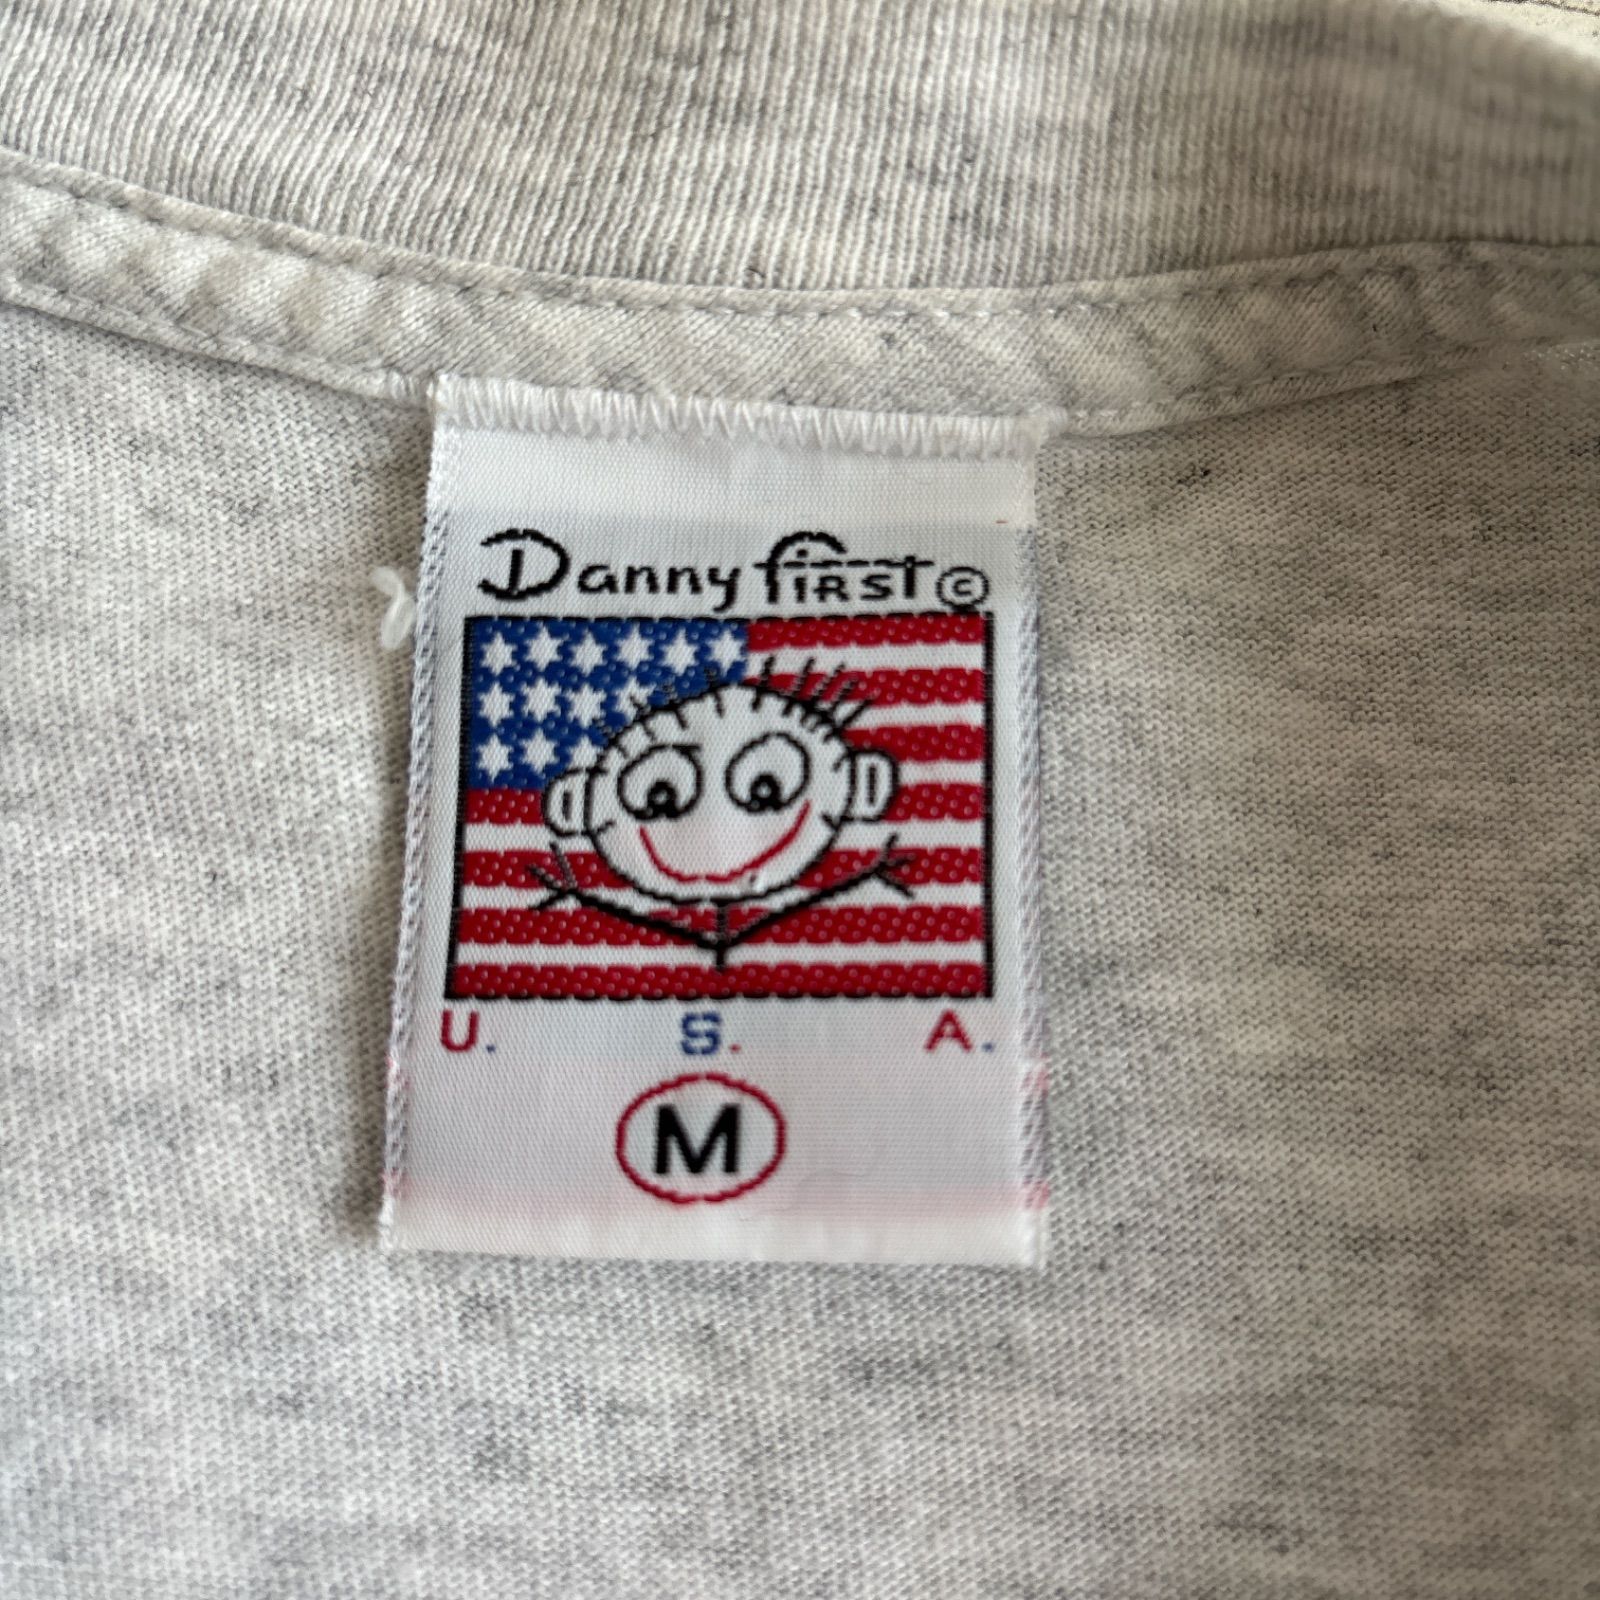 Danny First ©
U. S. A.
M